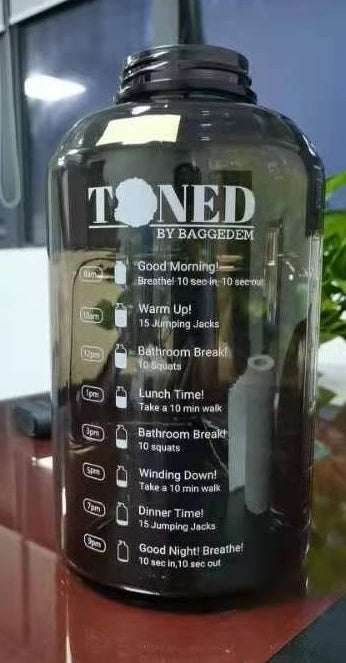 TONED
BY BAGGEDEM
8am Good Morning!
Breathe! 10 sec in, 10 sec out
10am Warm Up!
15 Jumping Jacks
12pm Bathroom Break!
10 Squats
1pm Lunch Time!
Take a 10 min walk
3pm Bathroom Break!
10 squats
5pm Winding Down!
Take a 10 min walk
7pm Dinner Time!
15 Jumping Jacks
9pm Good Night! Breathe!
10 sec in,10 sec out